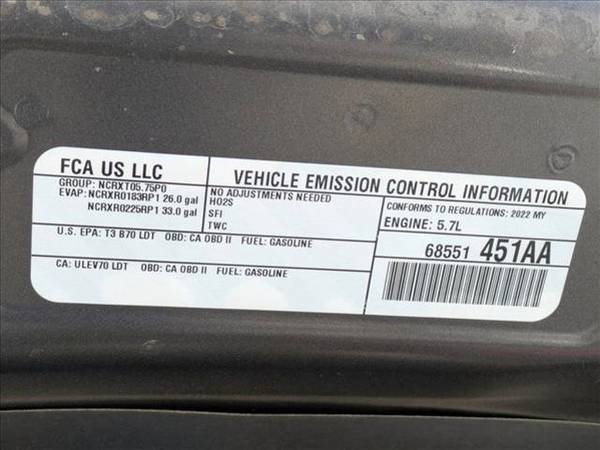 FCA US LLC
GROUP: NCRXT05.75P0
EVAP: NCRXR0183RP1 26.0 gal
NCRXR0225RP1 33.0 gal
VEHICLE EMISSION CONTROL INFORMATION
NO ADJUSTMENTS NEEDED
HO2S
SFI
TWC
CONFORMS TO REGULATIONS: 2022 MY
ENGINE: 5.7L
U.S. EPA: T3 B70 LDT OBD: CA OBD II FUEL: GASOLINE
CA: ULEV70 LDT OBD: CA OBD II FUEL: GASOLINE
68551 451AA